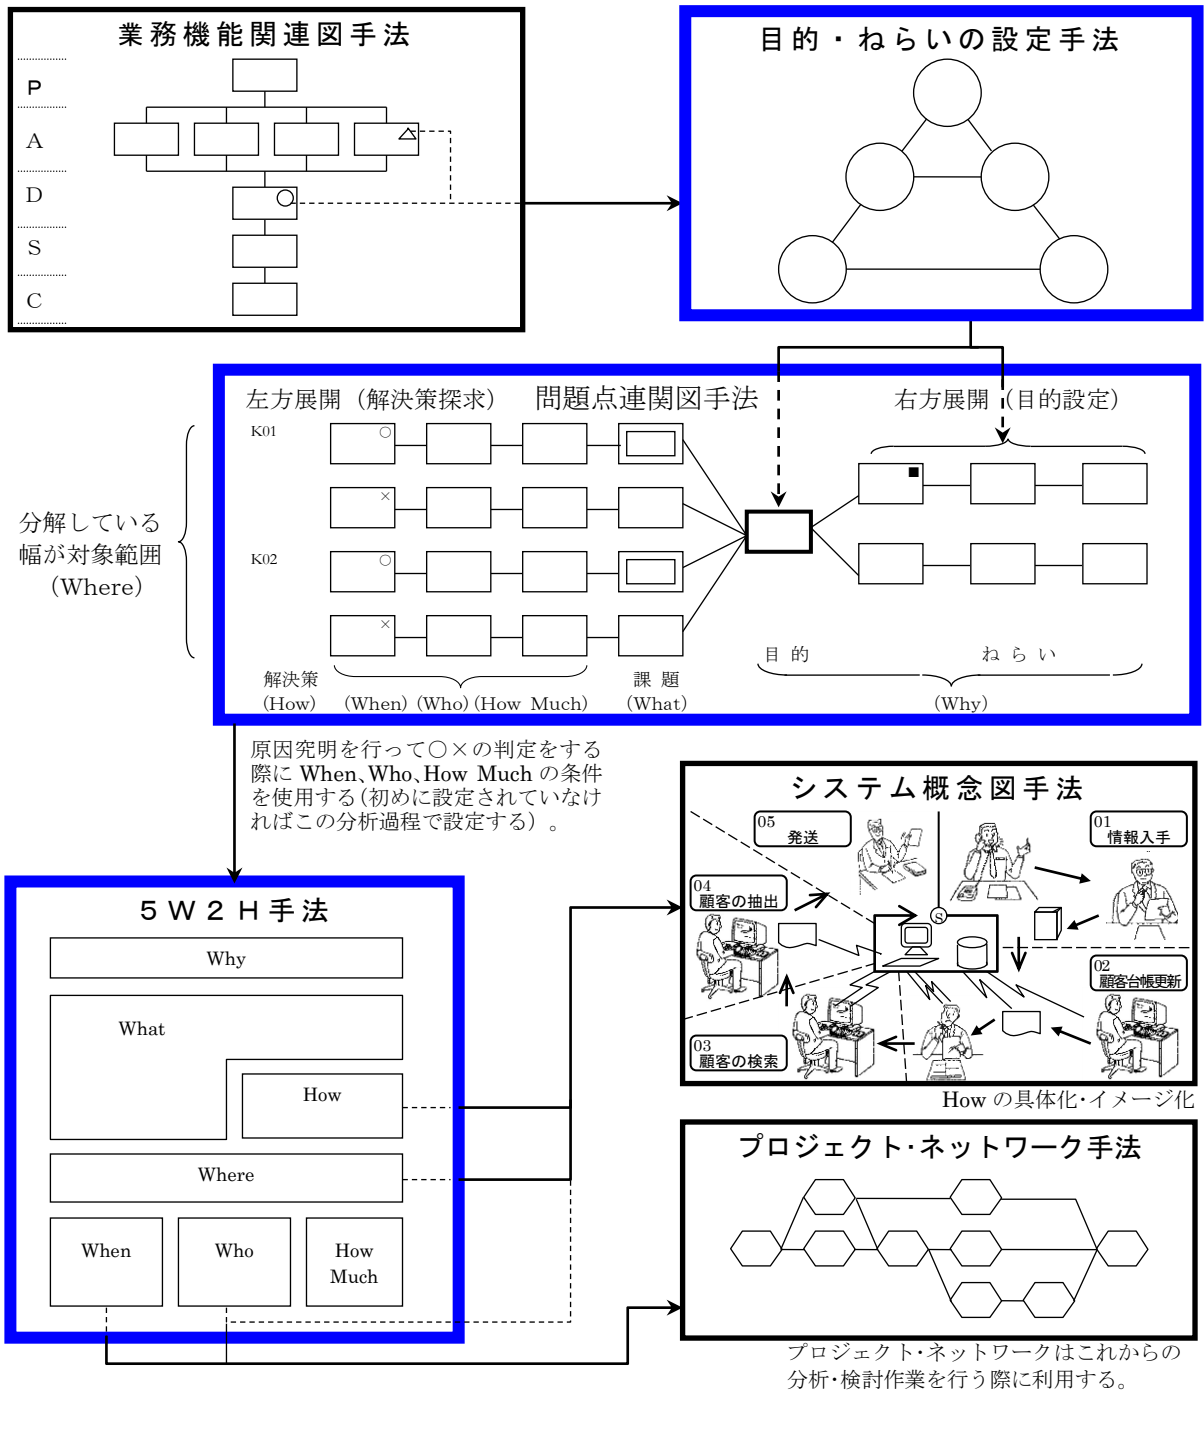 業務機能関連図手法
P
A
D
S
C
目的・ねらいの設定手法
左方展開（解決策探求）
問題点連関図手法
右方展開（目的設定）
K01
○
×
K02
○
×
■
分解している
幅が対象範囲
（Where）
目 的
ね ら い
解決策
(How)
(When) (Who) (How Much)
課 題
(What)
(Why)
原因究明を行って○×の判定をする
際に When､Who､How Much の条件
を使用する（初めに設定されていなけ
ればこの分析過程で設定する）。
５Ｗ２Ｈ手法
Why
What
How
Where
When
Who
How
Much
システム概念図手法
05
発送
01
情報入手
04
顧客の抽出
S
02
顧客台帳更新
03
顧客の検索
How の具体化･イメージ化
プロジェクト･ネットワーク手法
プロジェクト･ネットワークはこれからの
分析･検討作業を行う際に利用する。